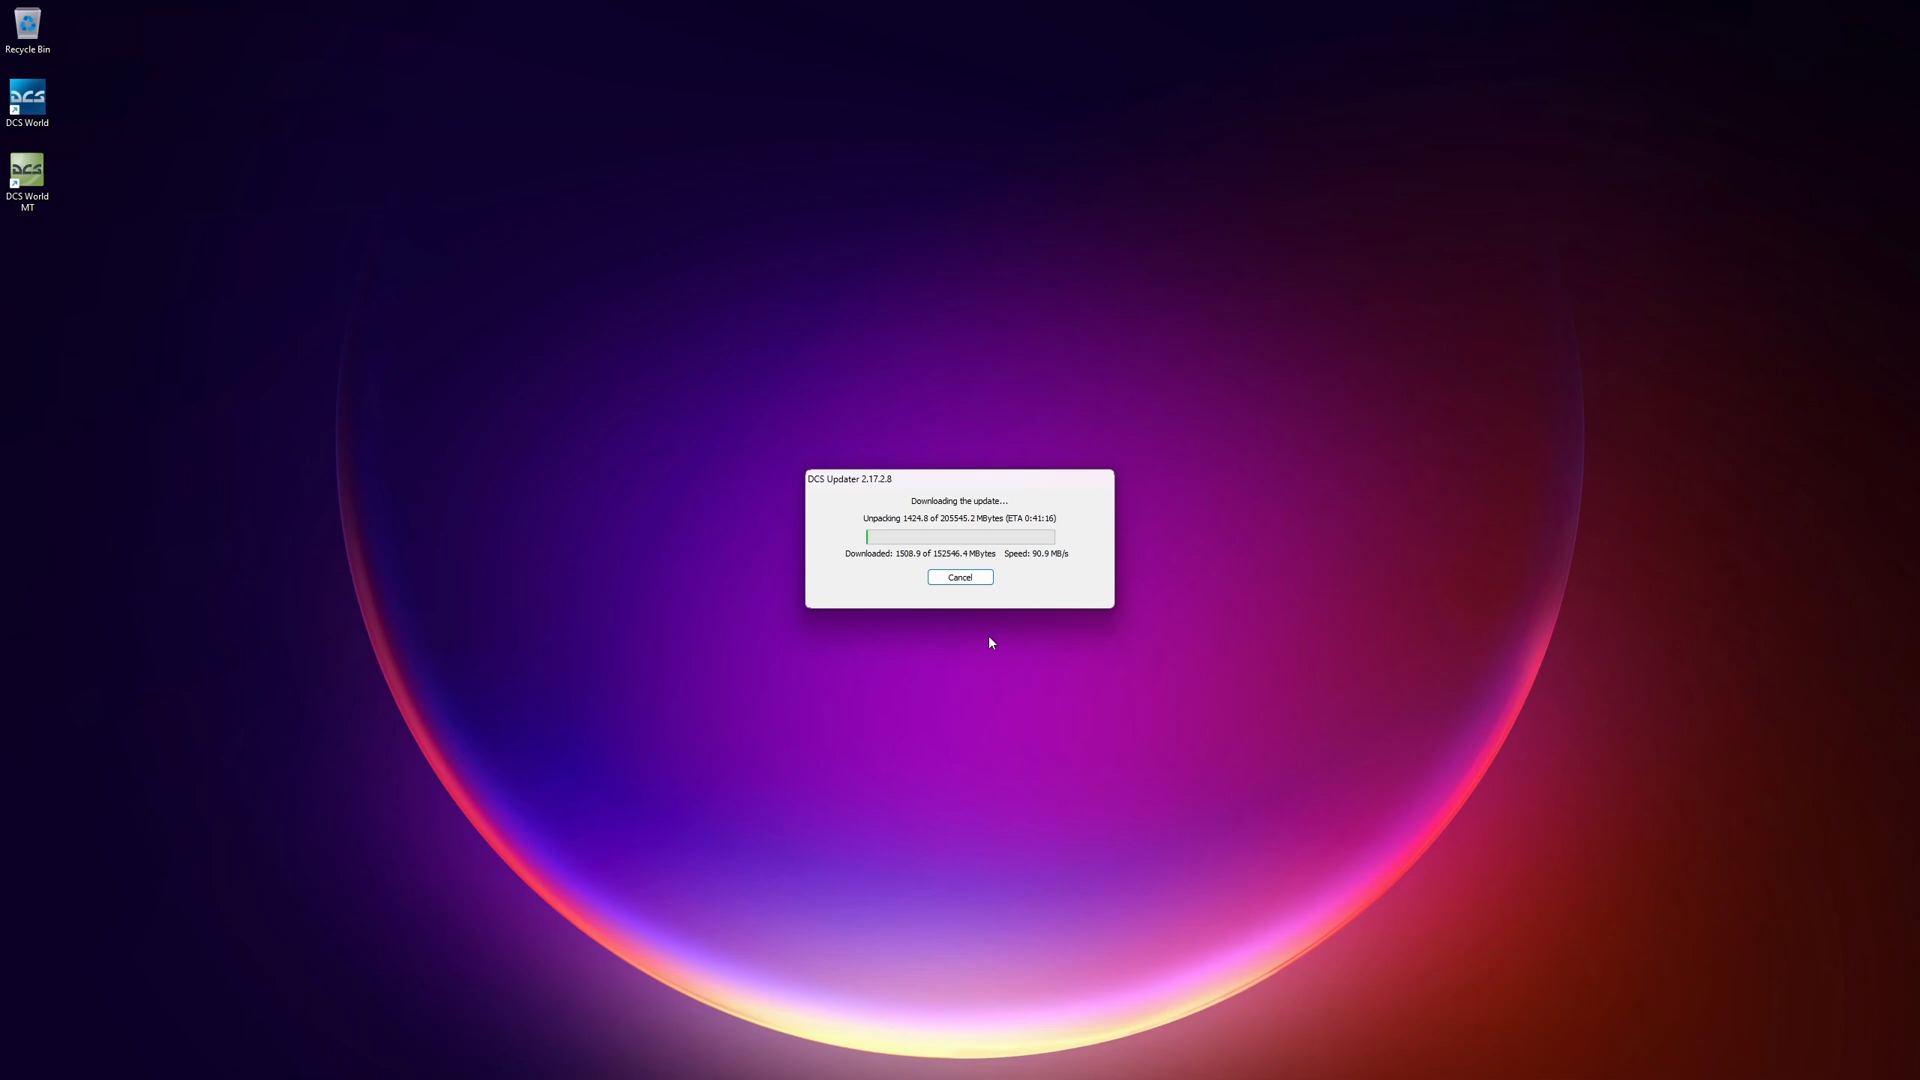 Recycle Bin
DCS
DCS World
DCS
DCS World
MT
DCS Updater 2.17.2.8
Downloading the update...
Unpacking 1424.8 of 205545.2 MBytes (ETA 0:41:16)
Downloaded: 1508.9 of 152546.4 MBytes Speed: 90.9 MB/s
Cancel